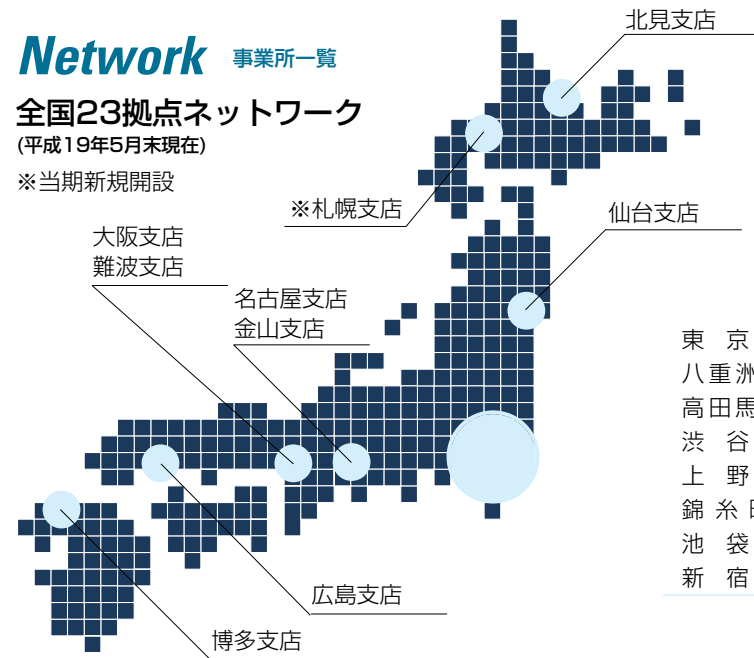 Network 事業所一覧
全国23拠点ネットワーク
(平成19年5月末現在)
※当期新規開設
北見支店
※札幌支店
仙台支店
大阪支店
難波支店
名古屋支店
金山支店
東 京
八重洲
高田馬
渋 谷
上 野
錦 糸
池 袋
新 宿
広島支店
博多支店